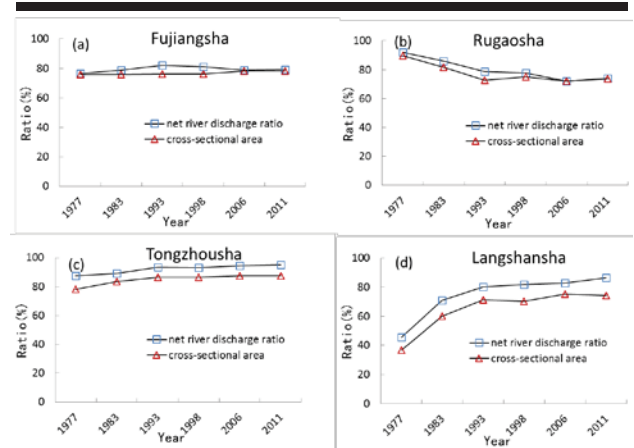 (a) Fujiangsha
100
80
60
40
20
0
Ratio(%)
net river discharge ratio
cross-sectional area
1977 1983 1993 1998 2006 2011
Year
(b) Rugaosha
100
80
60
40
20
0
Ratio(%)
net river discharge ratio
cross-sectional area
1977 1983 1993 1998 2006 2011
Year
(c) Tongzhousha
100
80
60
40
20
0
Ratio(%)
net river discharge ratio
cross-sectional area
1977 1983 1993 1998 2006 2011
Year
(d) Langshansha
100
80
60
40
20
0
Ratio(%)
net river discharge ratio
cross-sectional area
1977 1983 1993 1998 2006 2011
Year